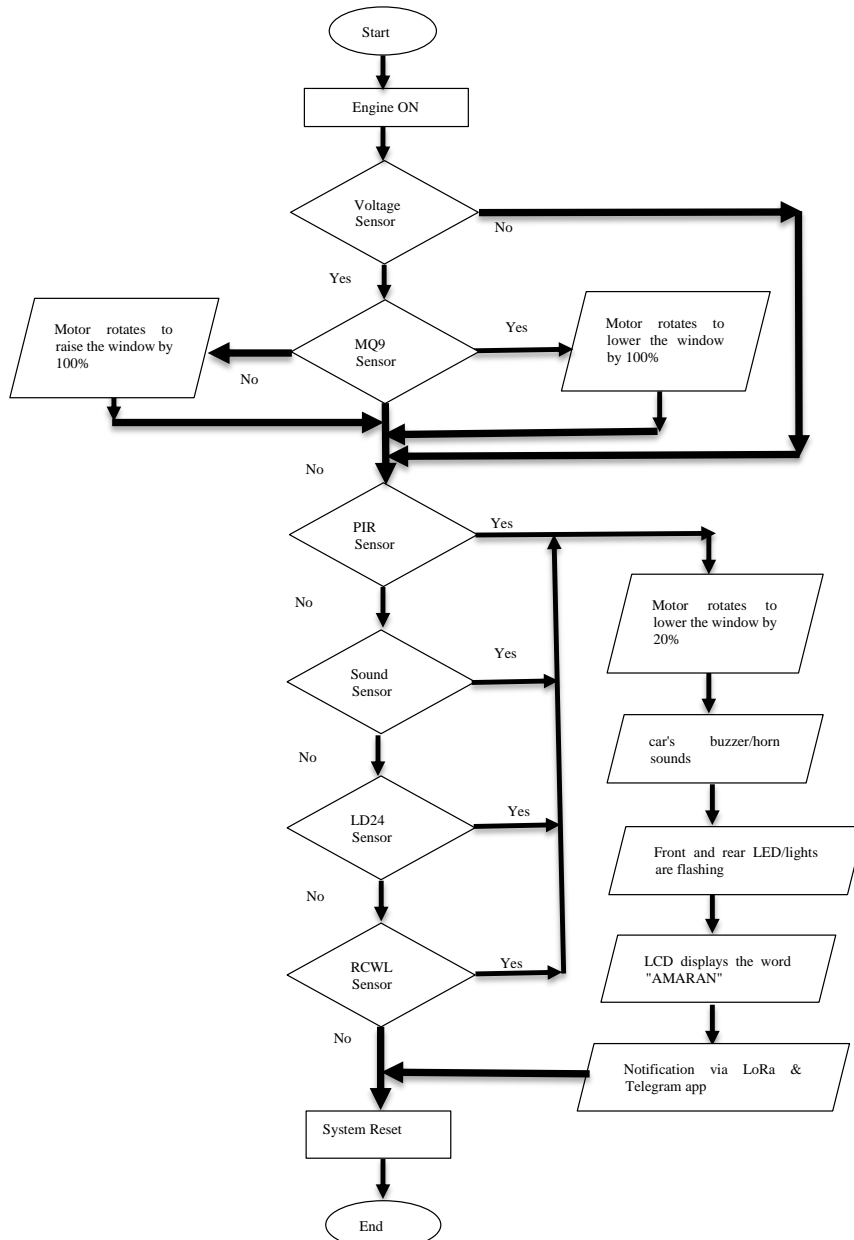 Start
Engine ON
Voltage
Sensor
No
Yes
Motor rotates to
raise the window by
100%
No
MQ9
Sensor
Yes
Motor rotates to
lower the window
by 100%
No
PIR
Sensor
Yes
No
Motor rotates to
lower the window by
20%
Sound
Sensor
Yes
No
car's buzzer/horn
sounds
LD24
Sensor
Yes
No
Front and rear LED/lights
are flashing
RCWL
Sensor
Yes
No
LCD displays the word
"AMARAN"
Notification via LoRa &
Telegram app
System Reset
End